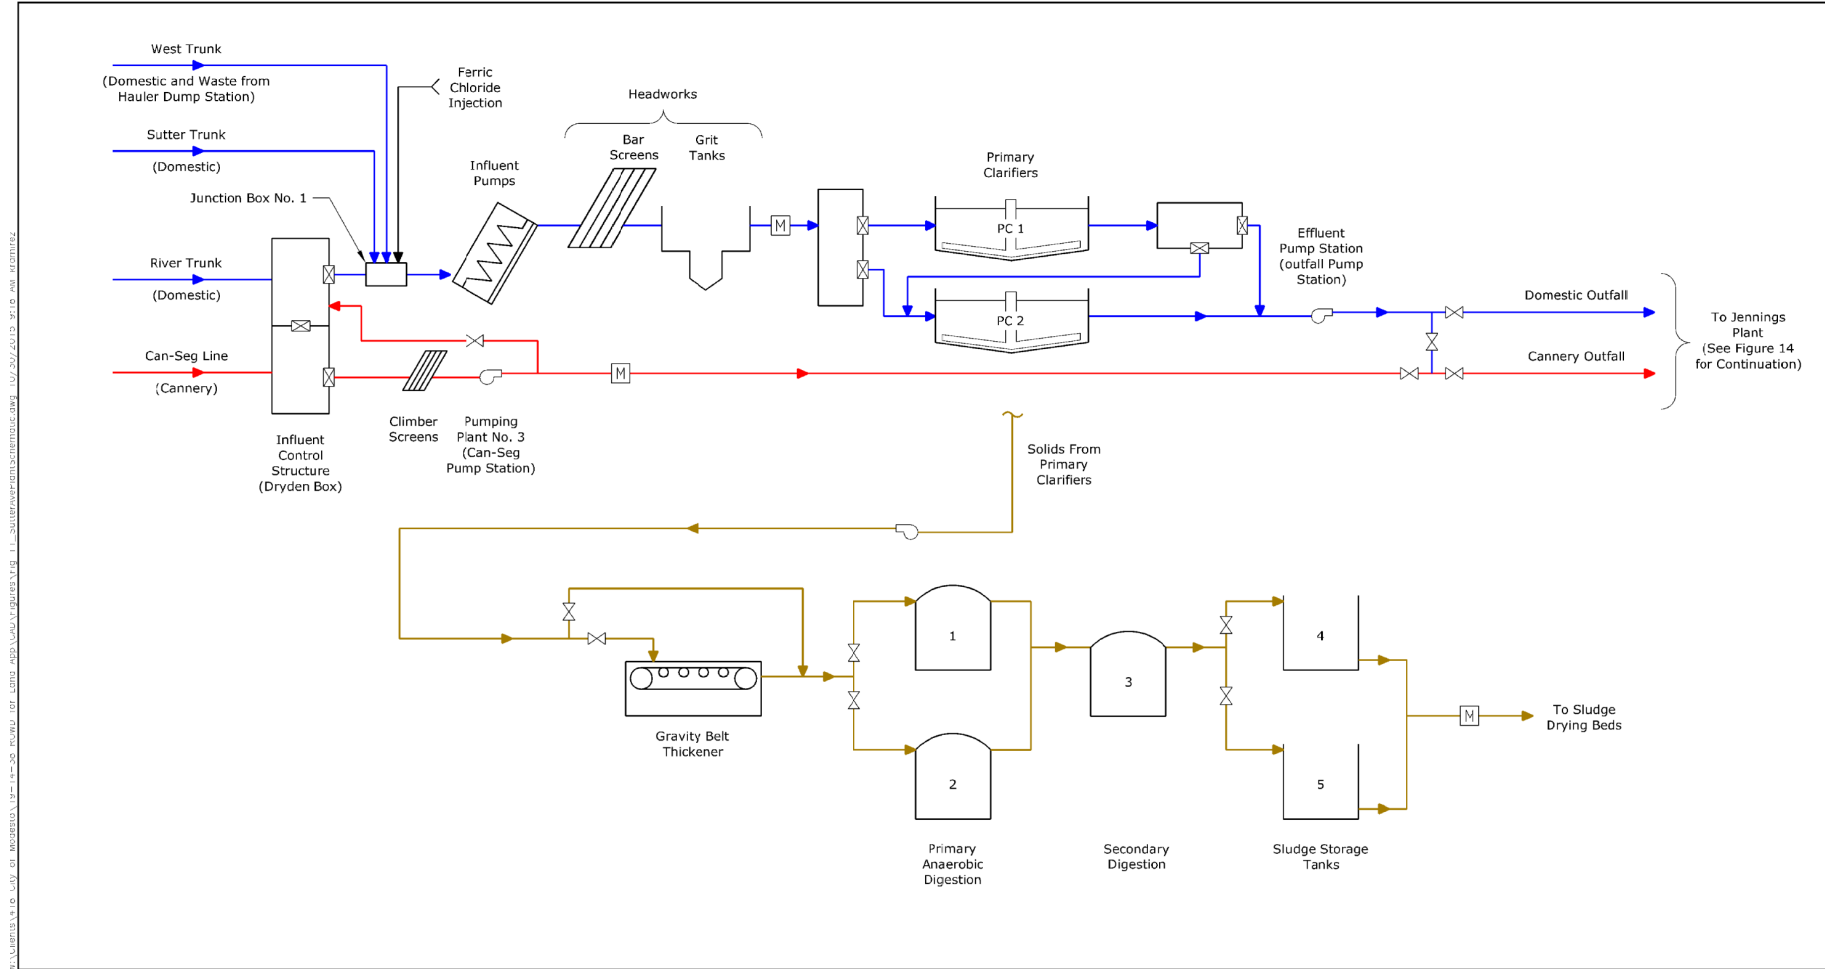 West Trunk
(Domestic and Waste from
Hauler Dump Station)
Ferric
Chloride
Injection
Headworks
Sutter Trunk
(Domestic)
Bar
Screens
Grit
Tanks
Influent
Pumps
Primary
Clarifiers
Junction Box No. 1
M
PC 1
Effluent
Pump Station
(outfall Pump
Station)
River Trunk
(Domestic)
PC 2
Domestic Outfall
To Jennings
Plant
(See Figure 14
for Continuation)
Can-Seg Line
(Cannery)
M
Cannery Outfall
Climber
Screens
Pumping
Plant No. 3
(Can-Seg
Pump Station)
Influent
Control
Structure
(Dryden Box)
Solids From
Primary
Clarifiers
1
4
3
Gravity Belt
Thickener
M
To Sludge
Drying Beds
2
5
Primary
Anaerobic
Digestion
Secondary
Digestion
Sludge Storage
Tanks